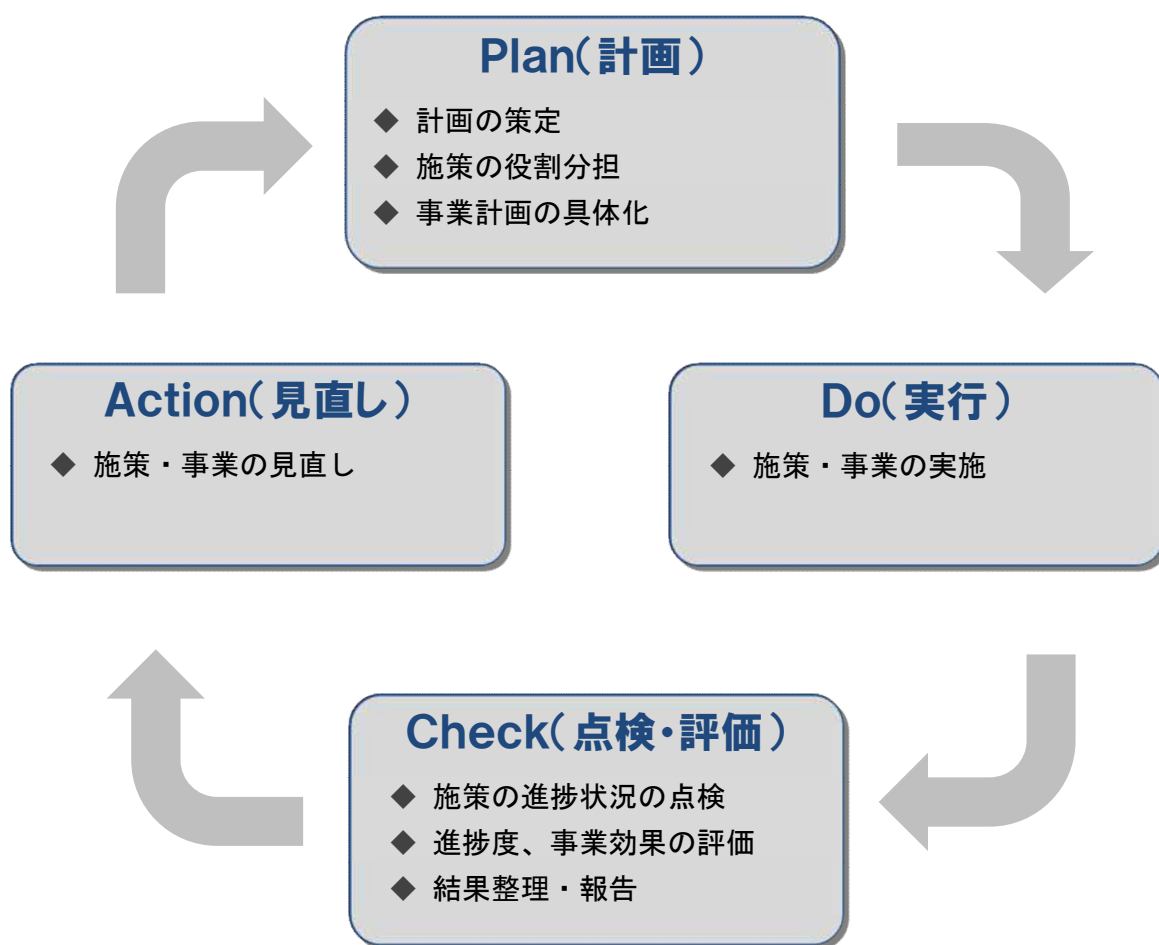 Plan(計画)
◆ 計画の策定
◆ 施策の役割分担
◆ 事業計画の具体化
Action(見直し)
◆ 施策・事業の見直し
Do(実行)
◆ 施策・事業の実施
Check(点検・評価)
◆ 施策の進捗状況の点検
◆ 進捗度、事業効果の評価
◆ 結果整理・報告